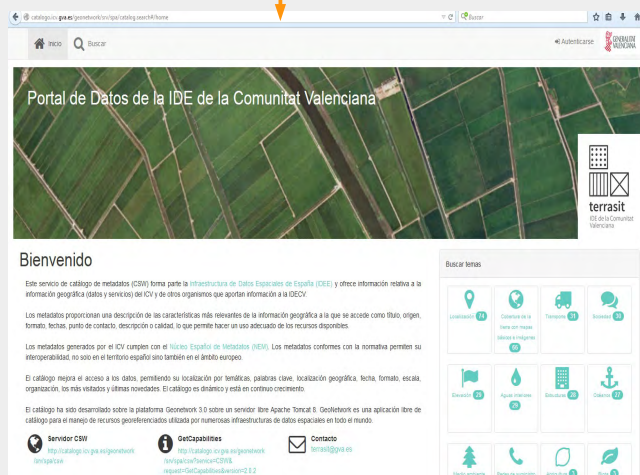 catalogo.icv.gva.es/geonetwork/srv/spa/catalog.search#/home
Buscar
Inicio
Buscar
Autenticarse
GENERALITAT
VALENCIANA
Portal de Datos de la IDE de la Comunitat Valenciana
terrasit
IDE de la Comunitat
Valenciana
Bienvenido
Este servicio de catálogo de metadatos (CSW) forma parte la Infraestructura de Datos Espaciales de España (IDEE) y ofrece información relativa a la
información geográfica (datos y servicios) del ICV y de otros organismos que aportan información a la IDECV.
Los metadatos proporcionan una descripción de las características más relevantes de la información geográfica a la que se accede como título, origen,
formato, fechas, punto de contacto, descripción o calidad, lo que permite hacer un uso adecuado de los recursos disponibles.
Los metadatos generados por el ICV cumplen con el Núcleo Español de Metadatos (NEM). Los metadatos conformes con la normativa permiten su
interoperabilidad, no solo en el territorio español sino también en el ámbito europeo.
El catálogo mejora el acceso a los datos, permitiendo su localización por temáticas, palabras clave, localización geográfica, fecha, formato, escala,
organización, los más visitados y últimas novedades. El catálogo es dinámico y está en continuo crecimiento.
El catálogo ha sido desarrollado sobre la plataforma Geonetwork 3.0 sobre un servidor libre Apache Tomcat 8. GeoNetwork es una aplicación libre de
catálogo para el manejo de recursos georeferenciados utilizada por numerosas infraestructuras de datos espaciales en todo el mundo.
Servidor CSW
http://catalogo.icv.gva.es/geonetwork
/srv/spa/csw
GetCapabilities
http://catalogo.icv.gva.es/geonetwork
/srv/spa/csw?service=CSW&
request=GetCapabilities&version=2.0.2
Contacto
terrasit@gva.es
Buscar temas
Localización 74
Cobertura de la
tierra con mapas
básicos e imágenes
65
Transporte 31
Sociedad 30
Elevación 29
Aguas interiores
29
Estructuras 28
Océanos 27
Medio ambiente